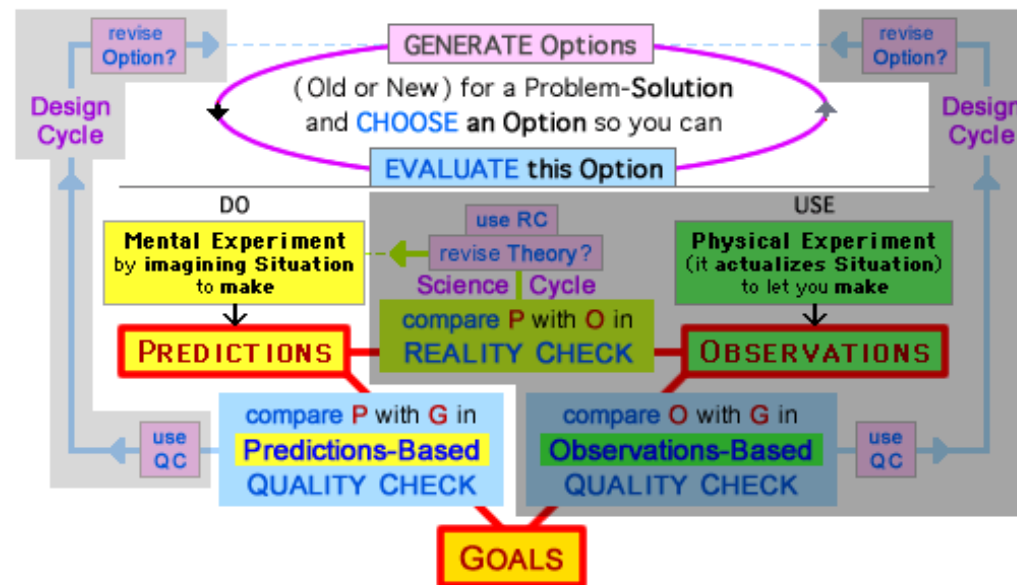 revise
Option?
GENERATE Options
revise
Option?
(Old or New) for a Problem-Solution
and CHOOSE an Option so you can
Design
Cycle
Design
Cycle
EVALUATE this Option
DO
USE
Mental Experiment
by imagining Situation
to make
use RC
revise Theory?
Science Cycle
Physical Experiment
(it actualizes Situation)
to let you make
PREDICTIONS
compare P with O in
REALITY CHECK
OBSERVATIONS
use
QC
compare P with G in
Predictions-Based
QUALITY CHECK
compare O with G in
Observations-Based
QUALITY CHECK
use
QC
GOALS